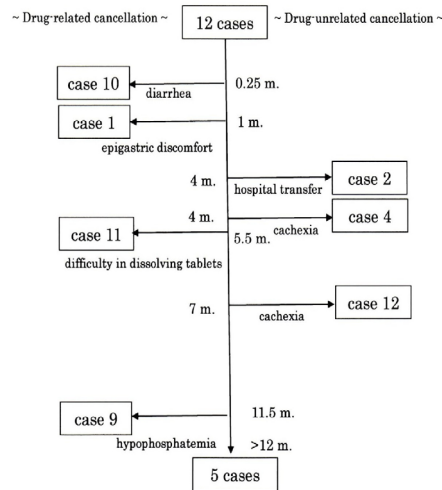 ~ Drug-related cancellation ~
12 cases
~ Drug-unrelated cancellation ~
case 10
0.25 m.
diarrhea
case 1
1 m.
epigastric discomfort
4 m.
case 2
hospital transfer
4 m.
case 4
cachexia
case 11
5.5 m.
difficulty in dissolving tablets
7 m.
case 12
cachexia
case 9
11.5 m.
hypophosphatemia
>12 m.
5 cases